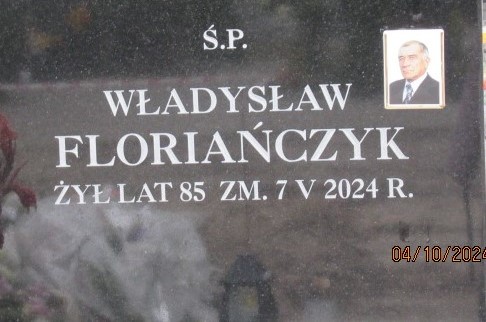 Ś.P.
WŁADYSŁAW
FLORIAŃCZYK
ŻYŁ LAT 85 ZM. 7 V 2024 R.
04/10/2024